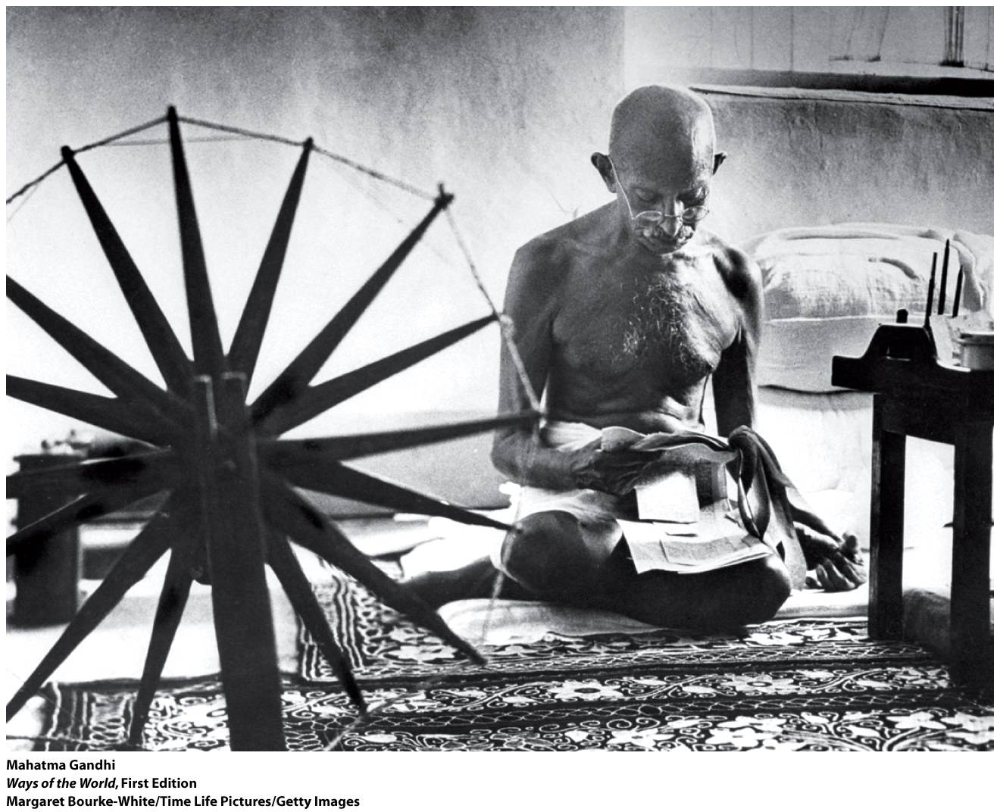 Mahatma Gandhi
Ways of the World, First Edition
Margaret Bourke-White/Time Life Pictures/Getty Images